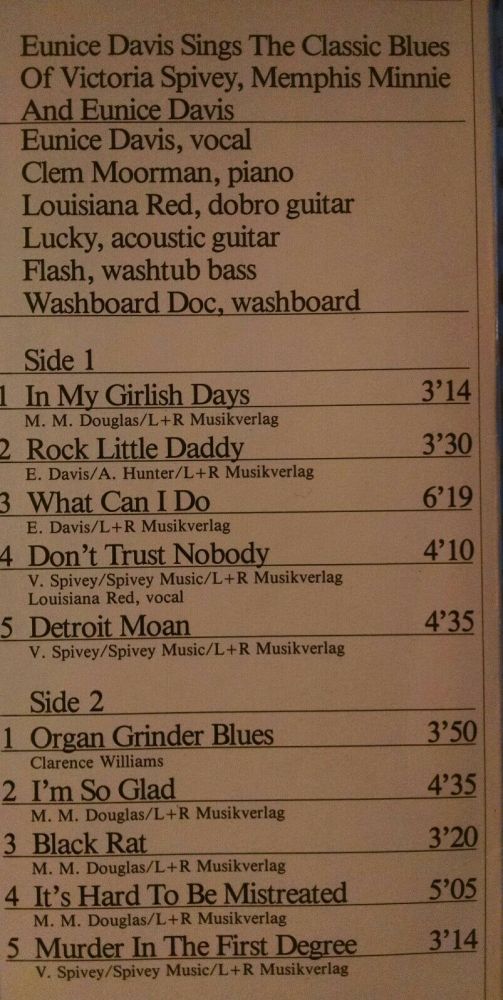 Eunice Davis Sings The Classic Blues
Of Victoria Spivey, Memphis Minnie
And Eunice Davis
Eunice Davis, vocal
Clem Moorman, piano
Louisiana Red, dobro guitar
Lucky, acoustic guitar
Flash, washtub bass
Washboard Doc, washboard
Side 1
1 In My Girlish Days 3'14
M. M. Douglas/L+R Musikverlag
2 Rock Little Daddy 3'30
E. Davis/A. Hunter/L+R Musikverlag
3 What Can I Do 6'19
E. Davis/L+R Musikverlag
4 Don't Trust Nobody 4'10
V. Spivey/Spivey Music/L+R Musikverlag
Louisiana Red, vocal
5 Detroit Moan 4'35
V. Spivey/Spivey Music/L+R Musikverlag
Side 2
1 Organ Grinder Blues 3'50
Clarence Williams
2 I'm So Glad 4'35
M. M. Douglas/L+R Musikverlag
3 Black Rat 3'20
M. M. Douglas/L+R Musikverlag
4 It's Hard To Be Mistreated 5'05
M. M. Douglas/L+R Musikverlag
5 Murder In The First Degree 3'14
V. Spivey/Spivey Music/L+R Musikverlag